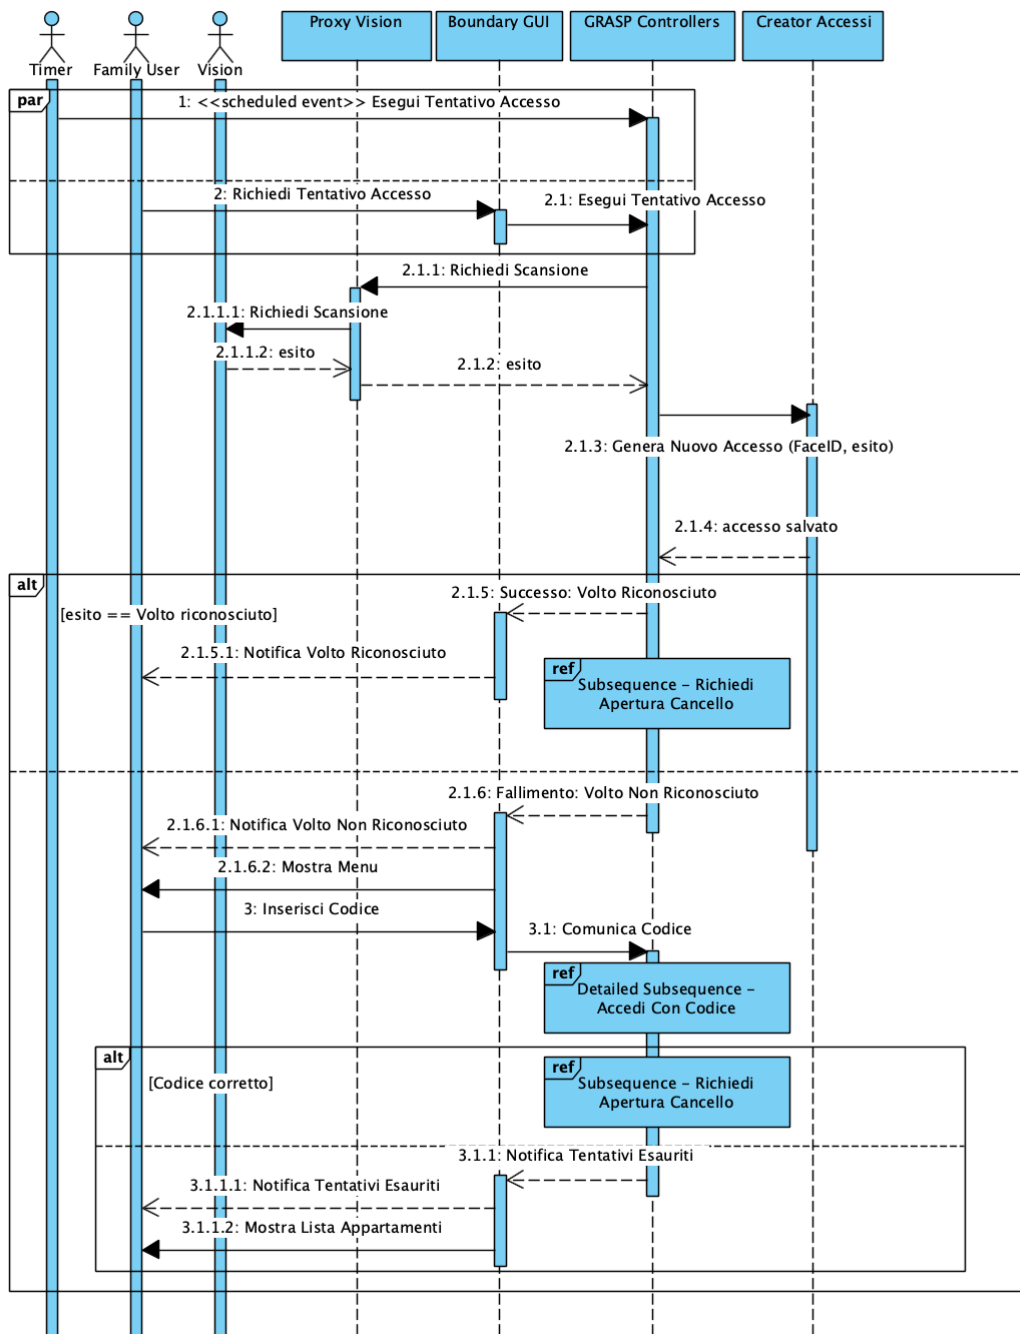 Proxy Vision
Boundary GUI
GRASP Controllers
Creator Accessi
Timer
Family User
Vision
par
1: <<scheduled event>> Esegui Tentativo Accesso
2: Richiedi Tentativo Accesso
2.1: Esegui Tentativo Accesso
2.1.1: Richiedi Scansione
2.1.1.1: Richiedi Scansione
2.1.1.2: esito
2.1.2: esito
2.1.3: Genera Nuovo Accesso (FaceID, esito)
2.1.4: accesso salvato
alt
2.1.5: Successo: Volto Riconosciuto
[esito == Volto riconosciuto]
2.1.5.1: Notifica Volto Riconosciuto
ref
Subsequence - Richiedi
Apertura Cancello
2.1.6: Fallimento: Volto Non Riconosciuto
2.1.6.1: Notifica Volto Non Riconosciuto
2.1.6.2: Mostra Menu
3: Inserisci Codice
3.1: Comunica Codice
ref
Detailed Subsequence -
Accedi Con Codice
alt
[Codice corretto]
ref
Subsequence - Richiedi
Apertura Cancello
3.1.1: Notifica Tentativi Esauriti
3.1.1.1: Notifica Tentativi Esauriti
3.1.1.2: Mostra Lista Appartamenti